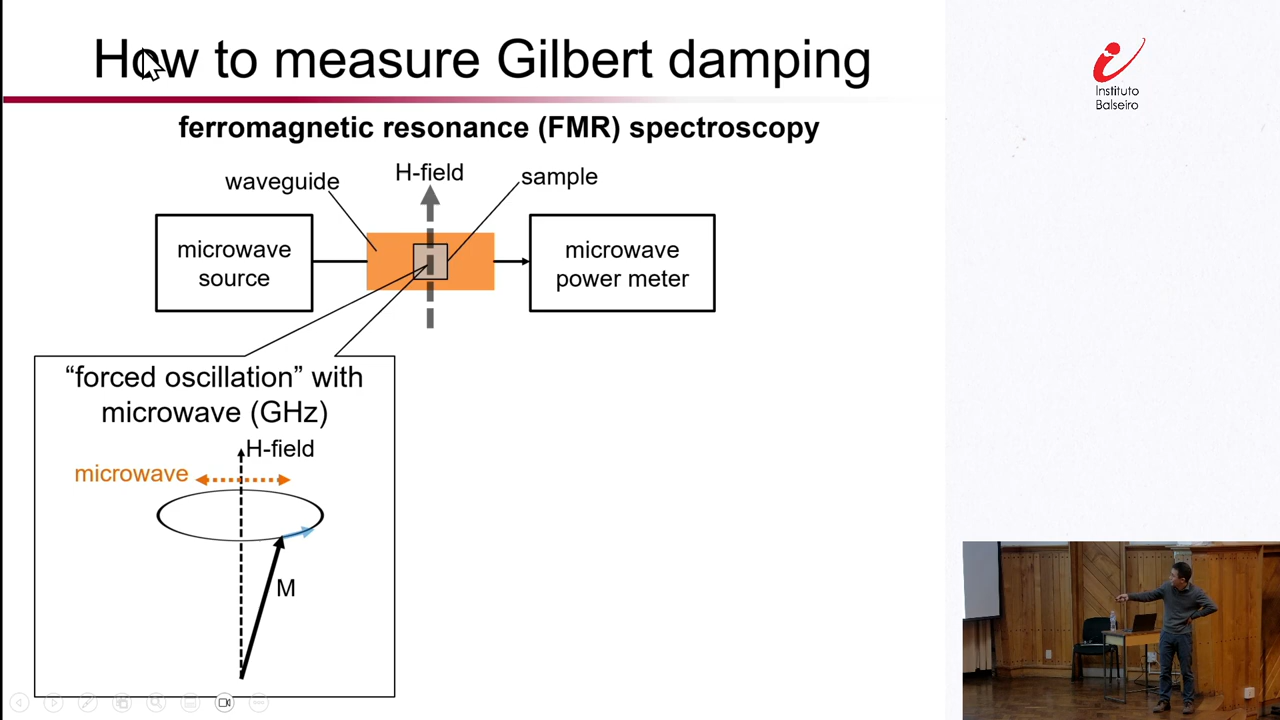 How to measure Gilbert damping
Instituto
Balseiro
ferromagnetic resonance (FMR) spectroscopy
waveguide
H-field
sample
microwave
source
microwave
power meter
“forced oscillation” with
microwave (GHz)
H-field
microwave
M